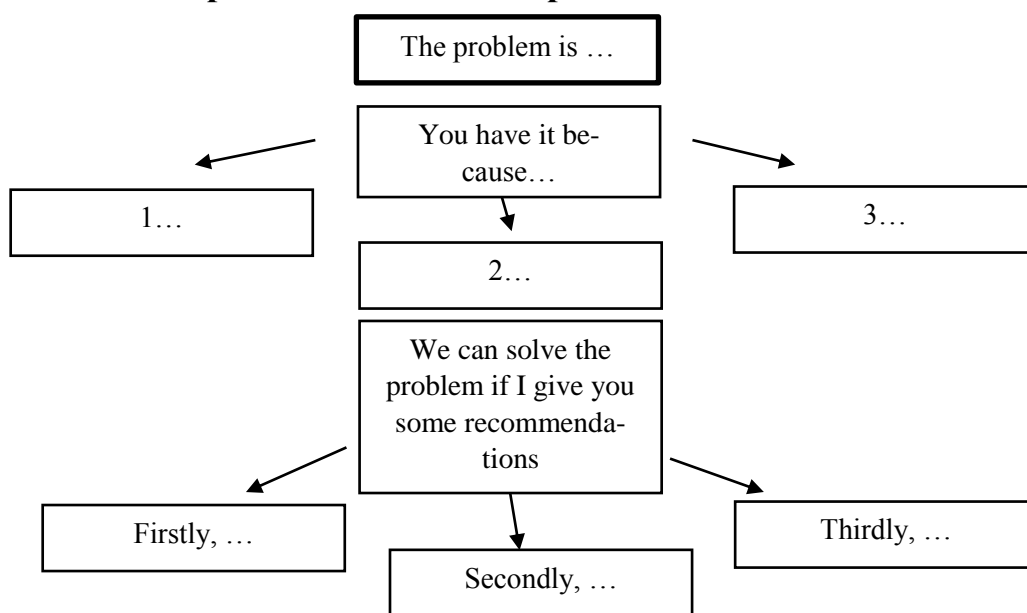 The problem is …
You have it be-
cause…
1…
3…
2…
We can solve the
problem if I give you
some recommenda-
tions
Firstly, …
Thirdly, …
Secondly, …